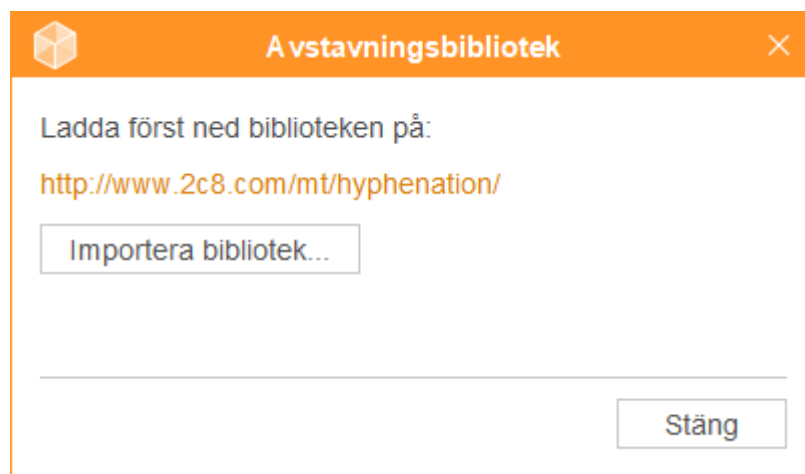 Avstavningsbibliotek
Ladda först ned biblioteken på:
http://www.2c8.com/mt/hyphenation/
Importera bibliotek...
Stäng